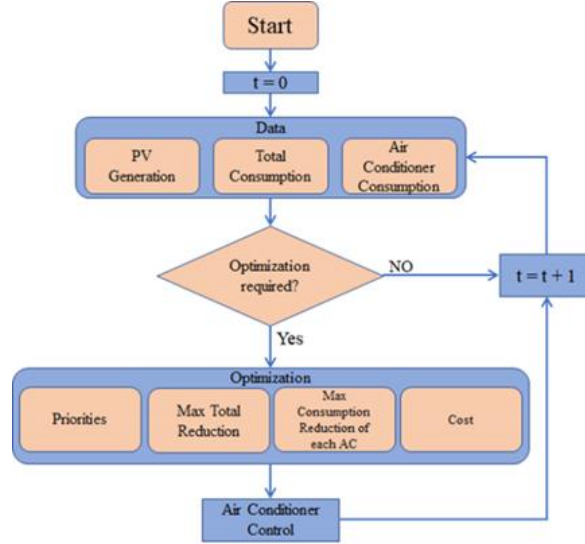 Start
t = 0
Data
PV
Generation
Total
Consumption
Air
Conditioner
Consumption
Optimization
required?
NO
t = t + 1
Yes
Optimization
Priorities
Max Total
Reduction
Max
Consumption
Reduction of
each AC
Cost
Air Conditioner
Control